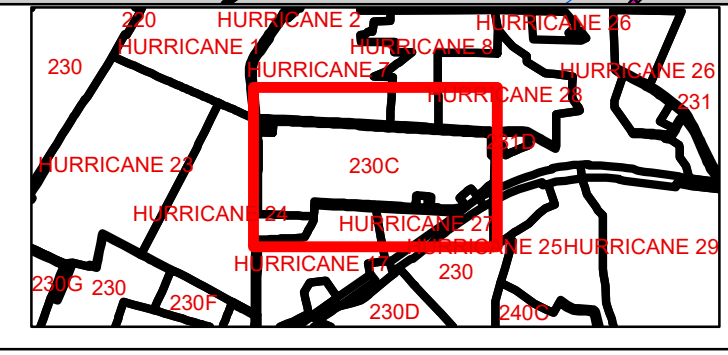 220
HURRICANE 2
HURRICANE 26
HURRICANE 1
HURRICANE 8
230
HURRICANE 7
HURRICANE 26
HURRICANE 28
231
231D
HURRICANE 23
230C
HURRICANE 24
HURRICANE 27
HURRICANE 25
HURRICANE 29
HURRICANE 17
230
230G
230
230F
230D
240C